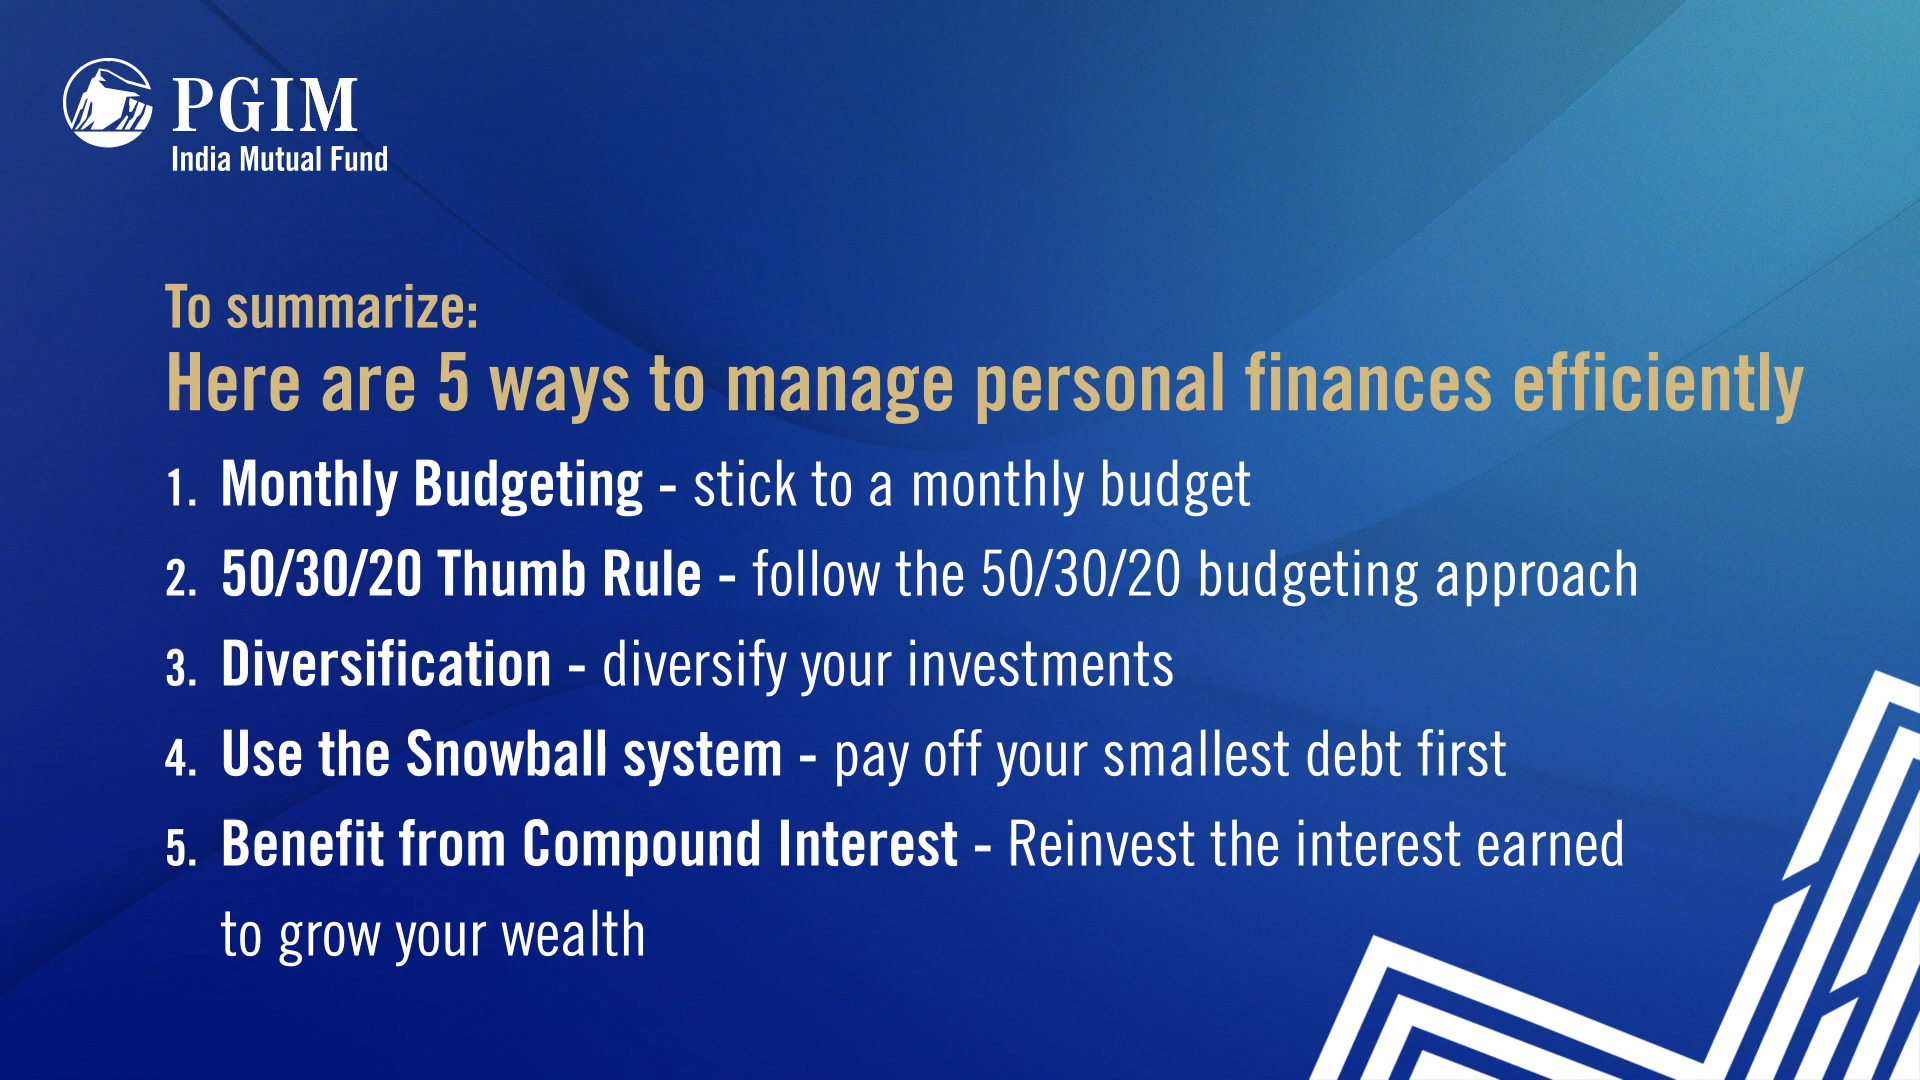 PGIM
India Mutual Fund
To summarize:
Here are 5 ways to manage personal finances efficiently
1. Monthly Budgeting - stick to a monthly budget
2. 50/30/20 Thumb Rule - follow the 50/30/20 budgeting approach
3. Diversification - diversify your investments
4. Use the Snowball system - pay off your smallest debt first
5. Benefit from Compound Interest - Reinvest the interest earned
to grow your wealth